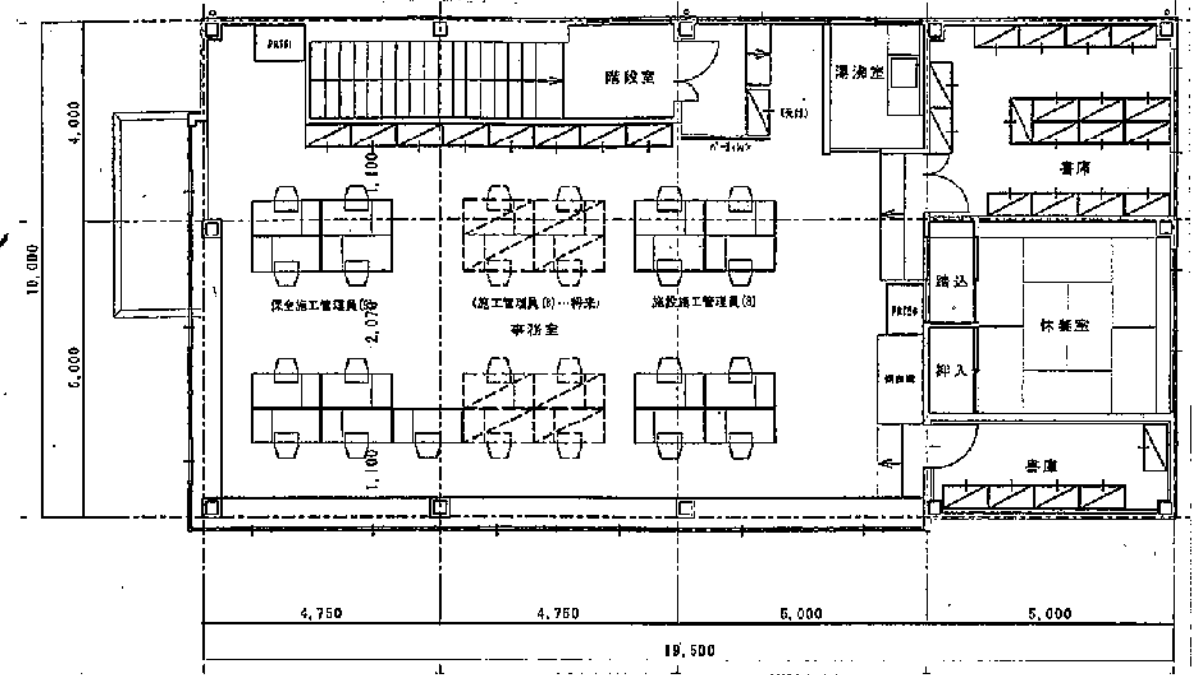 階段室
湯沸室
書庫
4,000
10,000
6,000
1,100
保全施工管理員(8)
(施工管理員(8)…将来)
施設施工管理員(8)
2,070
事務室
踏込
休養室
押入
書庫
1,100
4,750
4,750
5,000
5,000
19,500